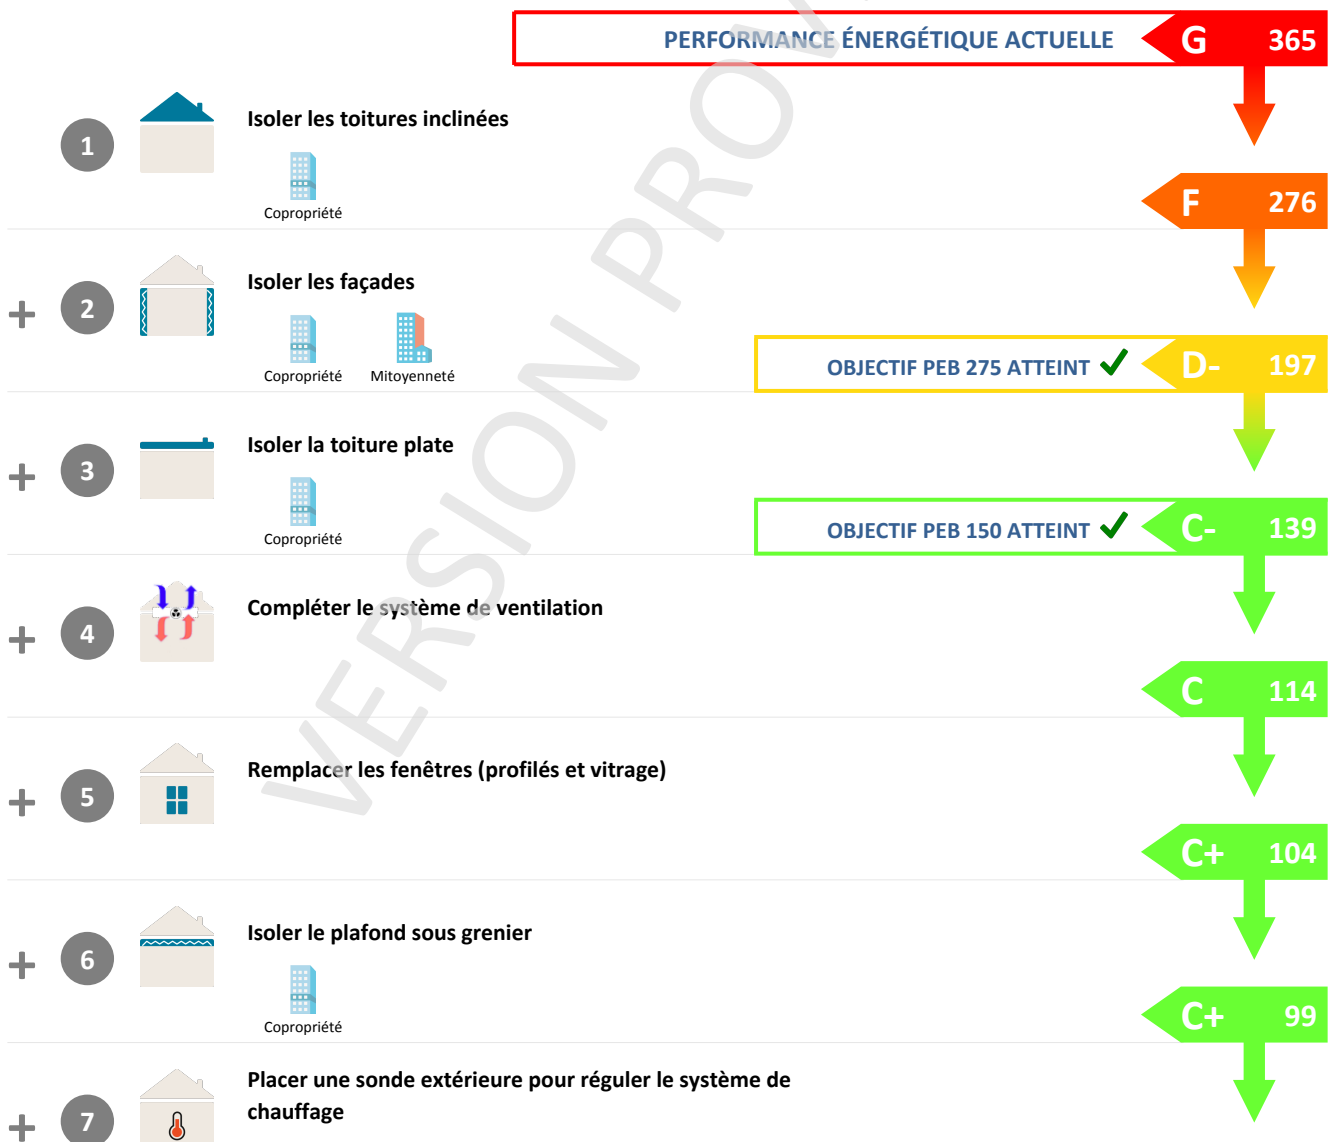 PERFORMANCE ÉNERGÉTIQUE ACTUELLE G 365
1 Isoler les toitures inclinées
Copropriété
F 276
+ 2 Isoler les façades
Copropriété Mitoyenneté
OBJECTIF PEB 275 ATTEINT D- 197
+ 3 Isoler la toiture plate
Copropriété
OBJECTIF PEB 150 ATTEINT C- 139
+ 4 Compléter le système de ventilation
C 114
+ 5 Remplacer les fenêtres (profilés et vitrage)
C+ 104
+ 6 Isoler le plafond sous grenier
Copropriété
C+ 99
+ 7 Placer une sonde extérieure pour réguler le système de
chauffage
VERSION PROV